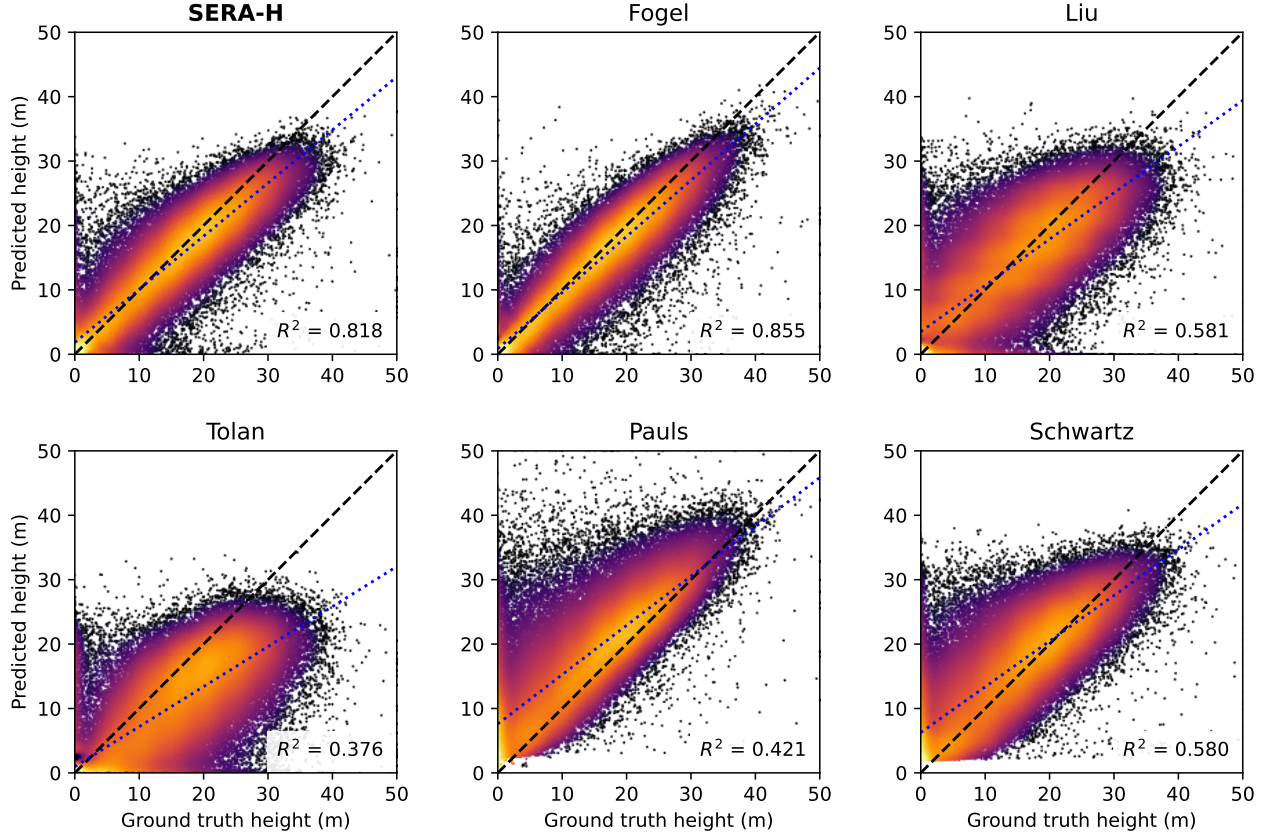 SERA-H
Fogel
Liu
50
40
30
20
10
0
Predicted height (m)
R² = 0.818
0 10 20 30 40 50
R² = 0.855
0 10 20 30 40 50
50
40
30
20
10
0
R² = 0.581
0 10 20 30 40 50
50
40
30
20
10
0
Tolan
Pauls
Schwartz
50
40
30
20
10
0
Predicted height (m)
R² = 0.376
0 10 20 30 40 50
Ground truth height (m)
50
40
30
20
10
0
R² = 0.421
0 10 20 30 40 50
Ground truth height (m)
50
40
30
20
10
0
R² = 0.580
0 10 20 30 40 50
Ground truth height (m)